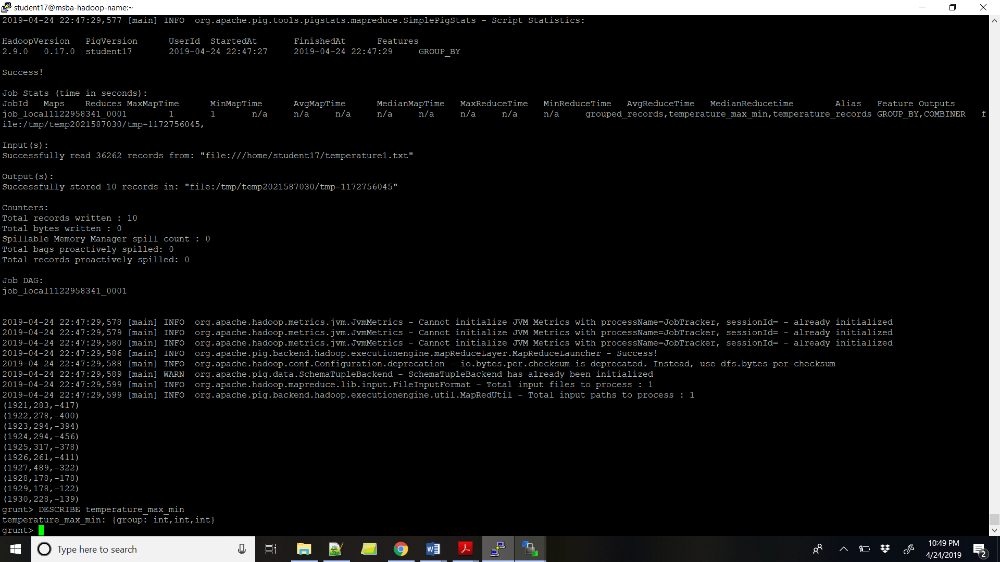 student17@msba-hadoop-name:~
2019-04-24 22:47:29,577 [main] INFO  org.apache.pig.tools.pigstats.mapreduce.SimplePigStats - Script Statistics:
HadoopVersion   PigVersion      UserId  StartedAt       FinishedAt      Features
2.9.0   0.17.0  student17       2019-04-24 22:47:27     2019-04-24 22:47:29     GROUP_BY
Success!
Job Stats (time in seconds):
JobId   Maps    Reduces MaxMapTime      MinMapTime      AvgMapTime      MedianMapTime   MaxReduceTime   MinReduceTime   AvgReduceTime   MedianReducetime        Alias   Feature Outputs
job_local1122958341_0001        1       1       n/a     n/a     n/a     n/a     n/a     n/a     n/a     n/a     grouped_records,temperature_max_min,temperature_records GROUP_BY,COMBINER   f
ile:/tmp/temp2021587030/tmp-1172756045,
Input(s):
Successfully read 36262 records from: "file:///home/student17/temperature1.txt"
Output(s):
Successfully stored 10 records in: "file:/tmp/temp2021587030/tmp-1172756045"
Counters:
Total records written : 10
Total bytes written : 0
Spillable Memory Manager spill count : 0
Total bags proactively spilled: 0
Total records proactively spilled: 0
Job DAG:
job_local1122958341_0001
2019-04-24 22:47:29,578 [main] INFO  org.apache.hadoop.metrics.jvm.JvmMetrics - Cannot initialize JVM Metrics with processName=JobTracker, sessionId= - already initialized
2019-04-24 22:47:29,579 [main] INFO  org.apache.hadoop.metrics.jvm.JvmMetrics - Cannot initialize JVM Metrics with processName=JobTracker, sessionId= - already initialized
2019-04-24 22:47:29,580 [main] INFO  org.apache.hadoop.metrics.jvm.JvmMetrics - Cannot initialize JVM Metrics with processName=JobTracker, sessionId= - already initialized
2019-04-24 22:47:29,586 [main] INFO  org.apache.pig.backend.hadoop.executionengine.mapReduceLayer.MapReduceLauncher - Success!
2019-04-24 22:47:29,588 [main] INFO  org.apache.hadoop.conf.Configuration.deprecation - io.bytes.per.checksum is deprecated. Instead, use dfs.bytes-per-checksum
2019-04-24 22:47:29,589 [main] WARN  org.apache.pig.data.SchemaTupleBackend - SchemaTupleBackend has already been initialized
2019-04-24 22:47:29,599 [main] INFO  org.apache.hadoop.mapreduce.lib.input.FileInputFormat - Total input files to process : 1
2019-04-24 22:47:29,599 [main] INFO  org.apache.pig.backend.hadoop.executionengine.util.MapRedUtil - Total input paths to process : 1
(1921,283,-417)
(1922,278,-400)
(1923,294,-394)
(1924,294,-456)
(1925,317,-378)
(1926,261,-411)
(1927,489,-322)
(1928,178,-178)
(1929,178,-122)
(1930,228,-139)
grunt> DESCRIBE temperature_max_min
temperature_max_min: {group: int,int,int}
grunt>
Type here to search
10:49 PM
4/24/2019
2